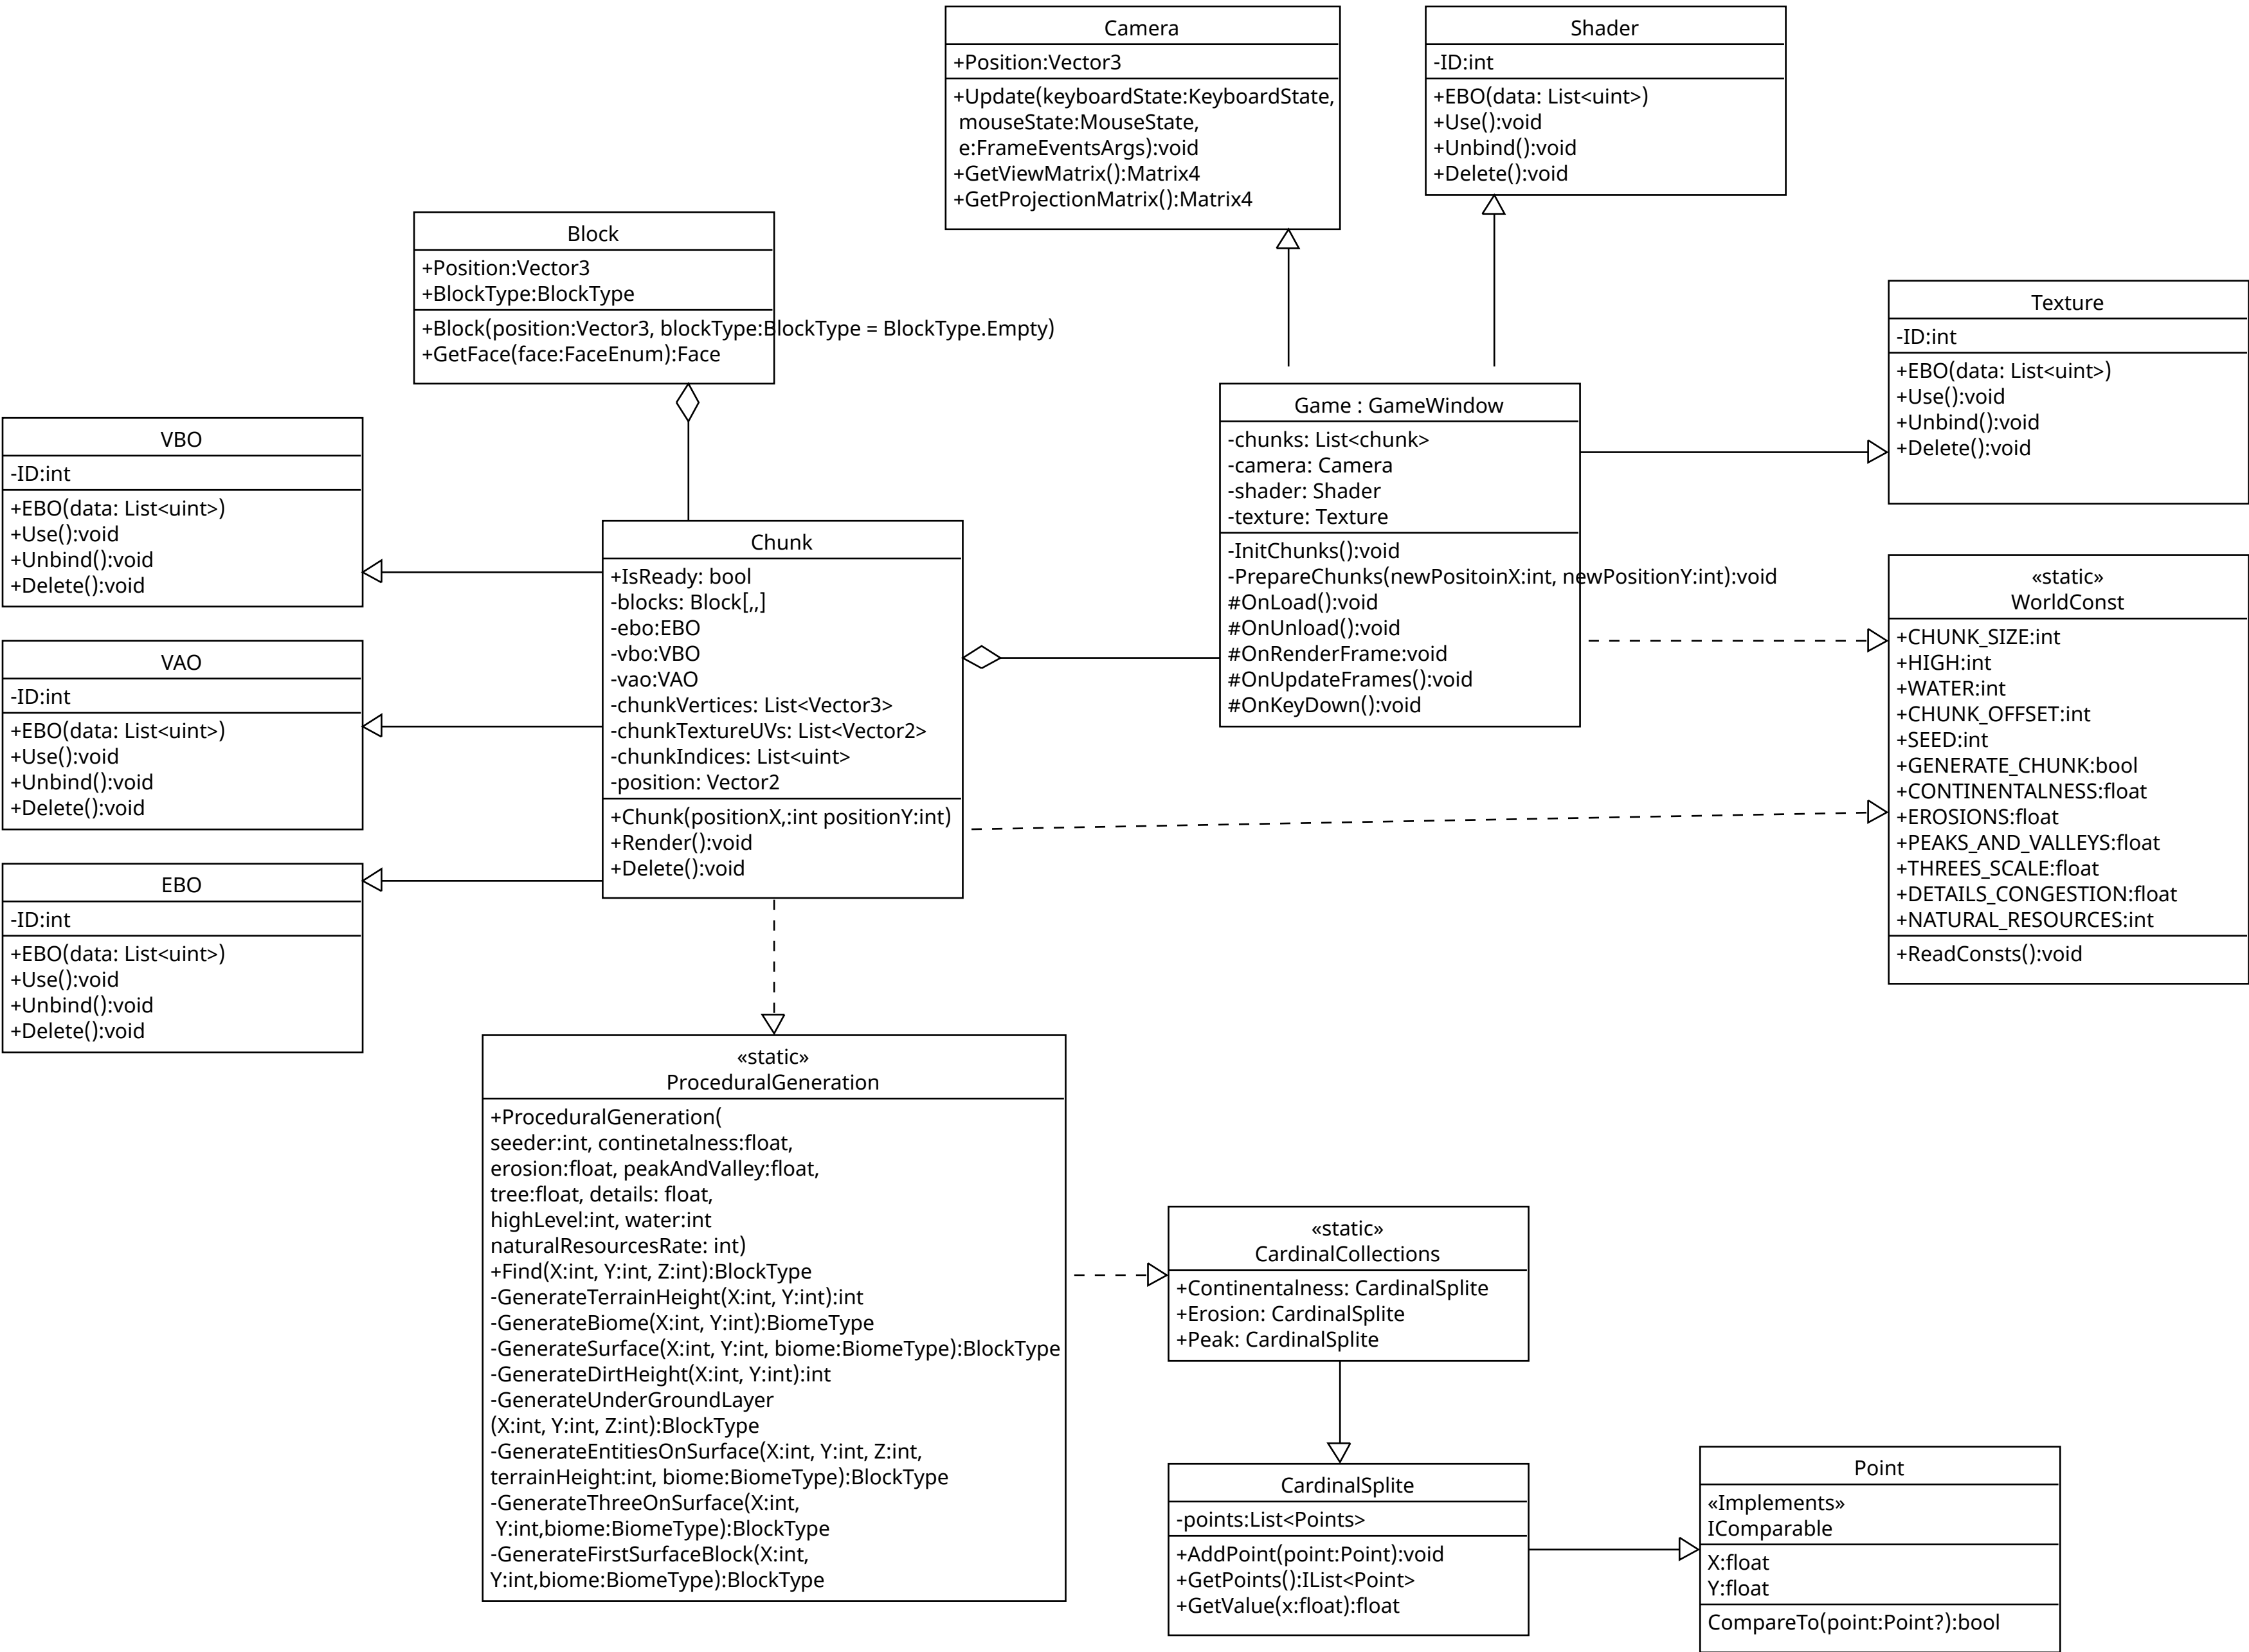 Camera
+Position:Vector3
+Update(keyboardState:KeyboardState,
mouseState:MouseState,
e:FrameEventsArgs):void
+GetViewMatrix():Matrix4
+GetProjectionMatrix():Matrix4
Shader
-ID:int
+EBO(data: List<uint>)
+Use():void
+Unbind():void
+Delete():void
Block
+Position:Vector3
+BlockType:BlockType
+Block(position:Vector3, blockType:BlockType = BlockType.Empty)
+GetFace(face:FaceEnum):Face
Texture
-ID:int
+EBO(data: List<uint>)
+Use():void
+Unbind():void
+Delete():void
Game : GameWindow
-chunks: List<chunk>
-camera: Camera
-shader: Shader
-texture: Texture
-InitChunks():void
-PrepareChunks(newPositoinX:int, newPositionY:int):void
#OnLoad():void
#OnUnload():void
#OnRenderFrame:void
#OnUpdateFrames():void
#OnKeyDown():void
VBO
-ID:int
+EBO(data: List<uint>)
+Use():void
+Unbind():void
+Delete():void
Chunk
+IsReady: bool
-blocks: Block[,,]
-ebo:EBO
-vbo:VBO
-vao:VAO
-chunkVertices: List<Vector3>
-chunkTextureUVs: List<Vector2>
-chunkIndices: List<uint>
-position: Vector2
+Chunk(positionX,:int positionY:int)
+Render():void
+Delete():void
«static»
WorldConst
+CHUNK_SIZE:int
+HIGH:int
+WATER:int
+CHUNK_OFFSET:int
+SEED:int
+GENERATE_CHUNK:bool
+CONTINENTALNESS:float
+EROSIONS:float
+PEAKS_AND_VALLEYS:float
+THREES_SCALE:float
+DETAILS_CONGESTION:float
+NATURAL_RESOURCES:int
+ReadConsts():void
VAO
-ID:int
+EBO(data: List<uint>)
+Use():void
+Unbind():void
+Delete():void
EBO
-ID:int
+EBO(data: List<uint>)
+Use():void
+Unbind():void
+Delete():void
«static»
ProceduralGeneration
+ProceduralGeneration(
seeder:int, continetalness:float,
erosion:float, peakAndValley:float,
tree:float, details: float,
highLevel:int, water:int
naturalResourcesRate: int)
+Find(X:int, Y:int, Z:int):BlockType
-GenerateTerrainHeight(X:int, Y:int):int
-GenerateBiome(X:int, Y:int):BiomeType
-GenerateSurface(X:int, Y:int, biome:BiomeType):BlockType
-GenerateDirtHeight(X:int, Y:int):int
-GenerateUnderGroundLayer
(X:int, Y:int, Z:int):BlockType
-GenerateEntitiesOnSurface(X:int, Y:int, Z:int,
terrainHeight:int, biome:BiomeType):BlockType
-GenerateThreeOnSurface(X:int,
Y:int,biome:BiomeType):BlockType
-GenerateFirstSurfaceBlock(X:int,
Y:int,biome:BiomeType):BlockType
«static»
CardinalCollections
+Continentalness: CardinalSplite
+Erosion: CardinalSplite
+Peak: CardinalSplite
CardinalSplite
-points:List<Points>
+AddPoint(point:Point):void
+GetPoints():IList<Point>
+GetValue(x:float):float
Point
«Implements»
IComparable
X:float
Y:float
CompareTo(point:Point?):bool